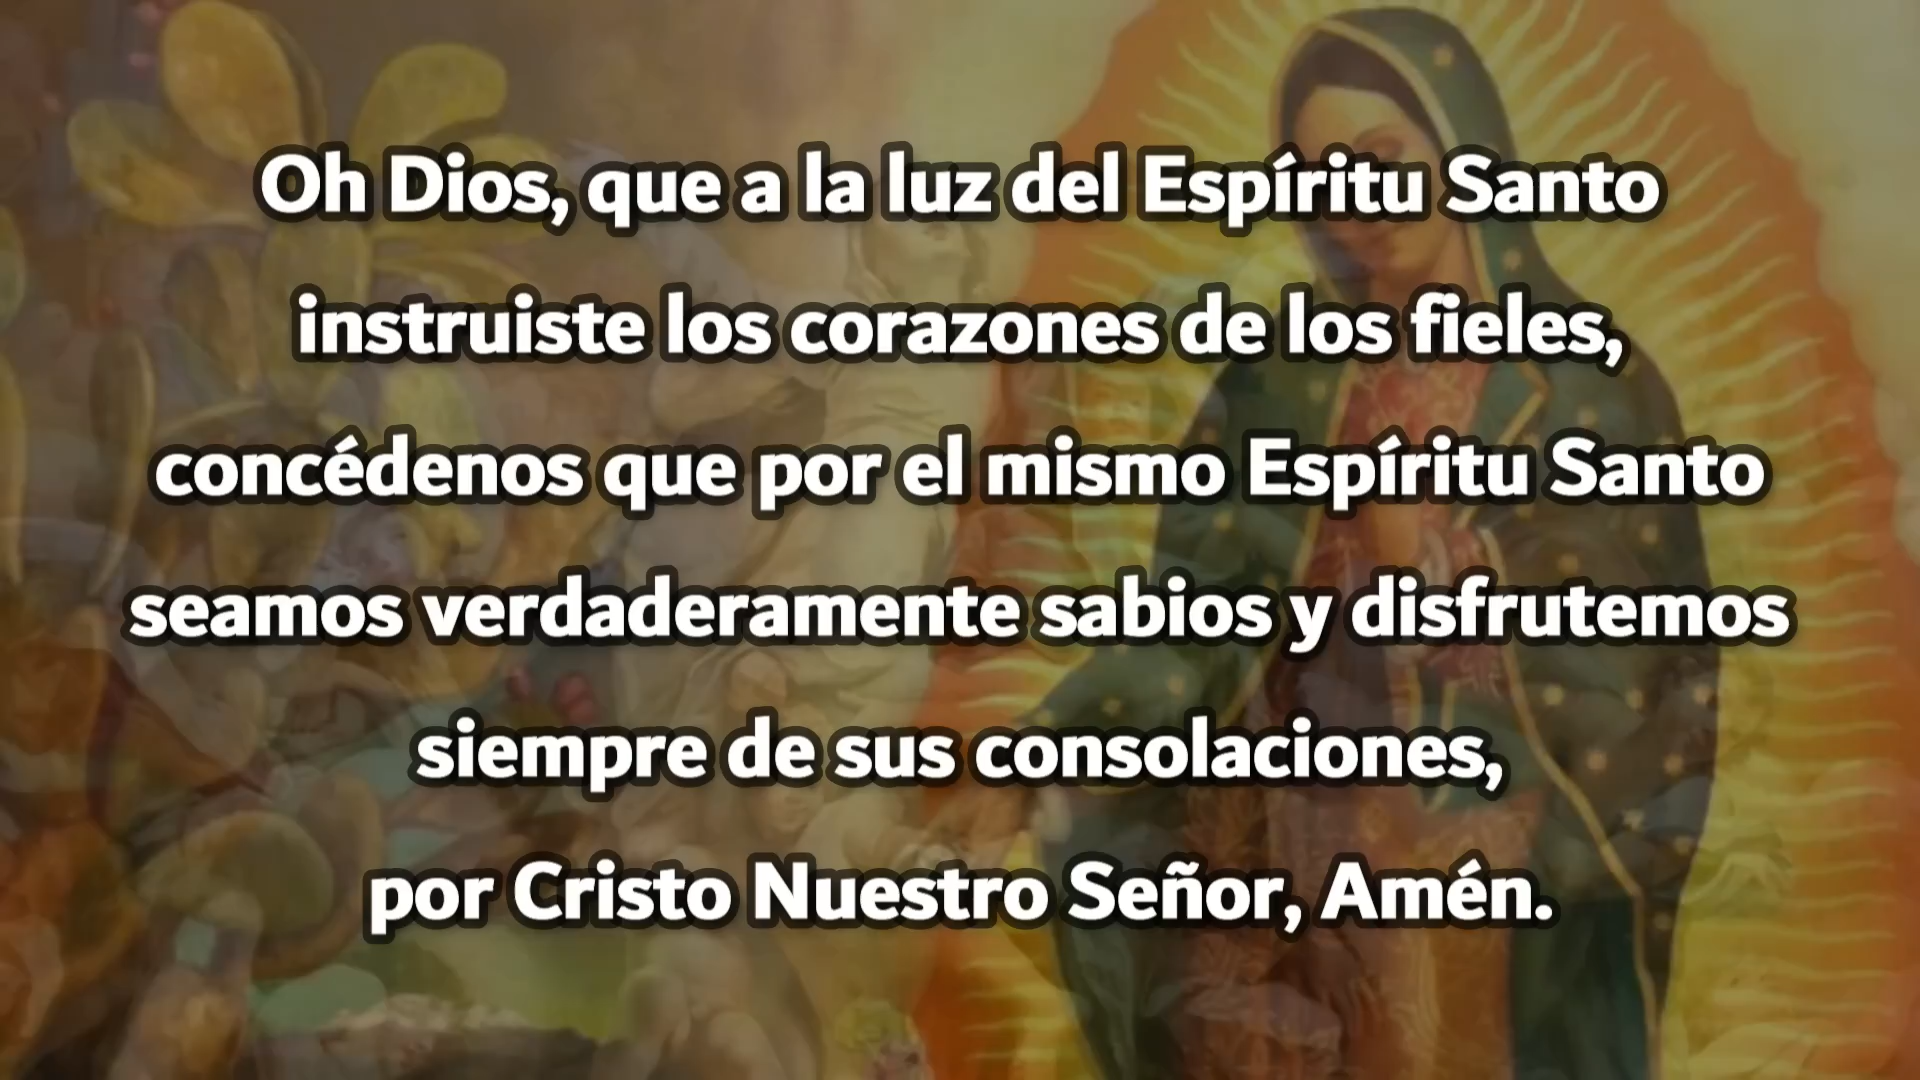 Oh Dios, que a la luz del Espíritu Santo
instruiste los corazones de los fieles,
concédenos que por el mismo Espíritu Santo
seamos verdaderamente sabios y disfrutemos
siempre de sus consolaciones,
por Cristo Nuestro Señor, Amén.